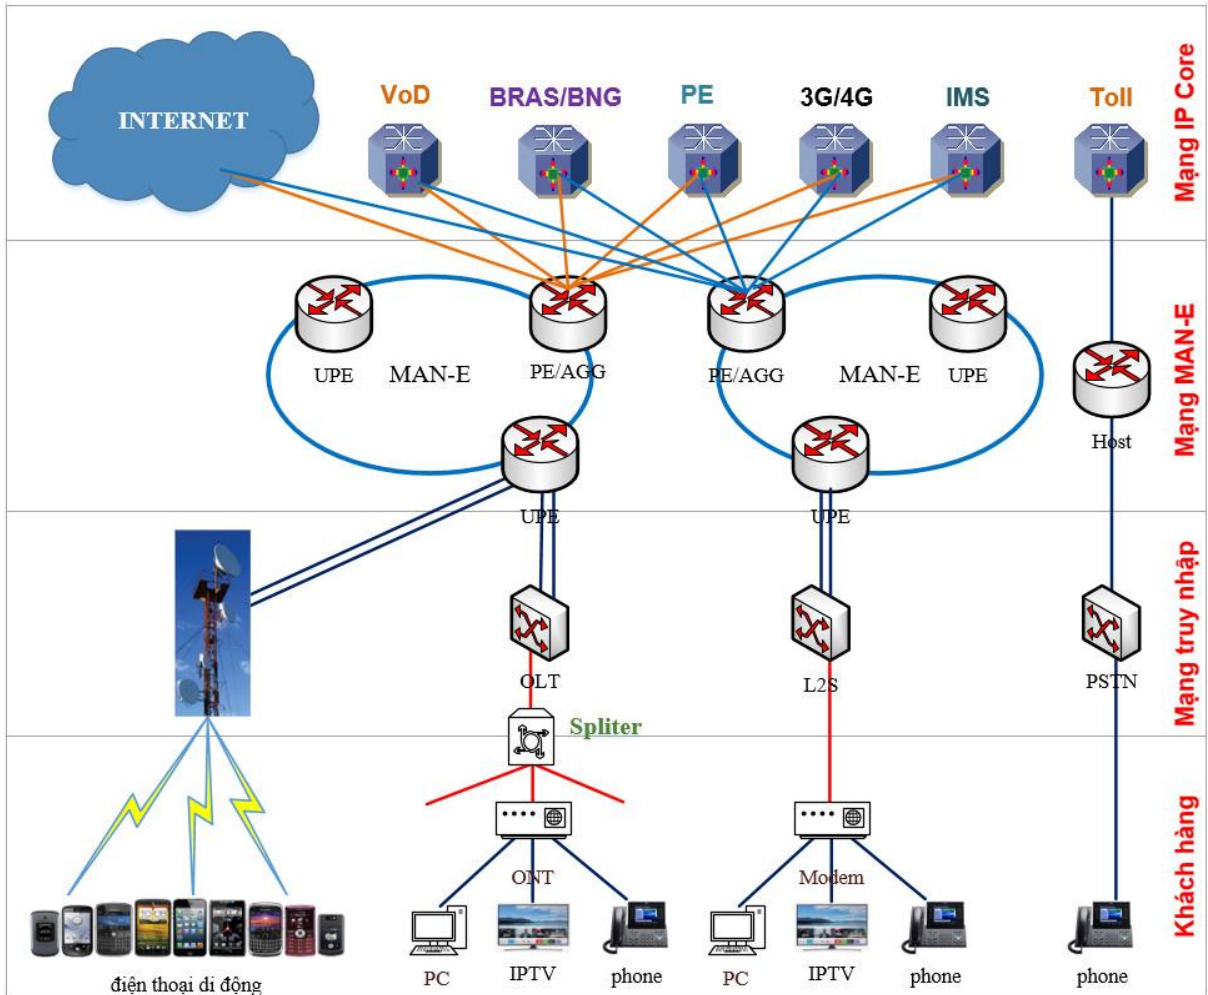 INTERNET
VoD
BRAS/BNG
PE
3G/4G
IMS
Toll
Mạng IP Core
UPE
MAN-E
PE/AGG
PE/AGG
MAN-E
UPE
Host
UPE
UPE
Mạng MAN-E
OLT
L2S
PSTN
Spliter
Mạng truy nhập
ONT
Modem
PC
IPTV
phone
PC
IPTV
phone
phone
điện thoại di động
Khách hàng